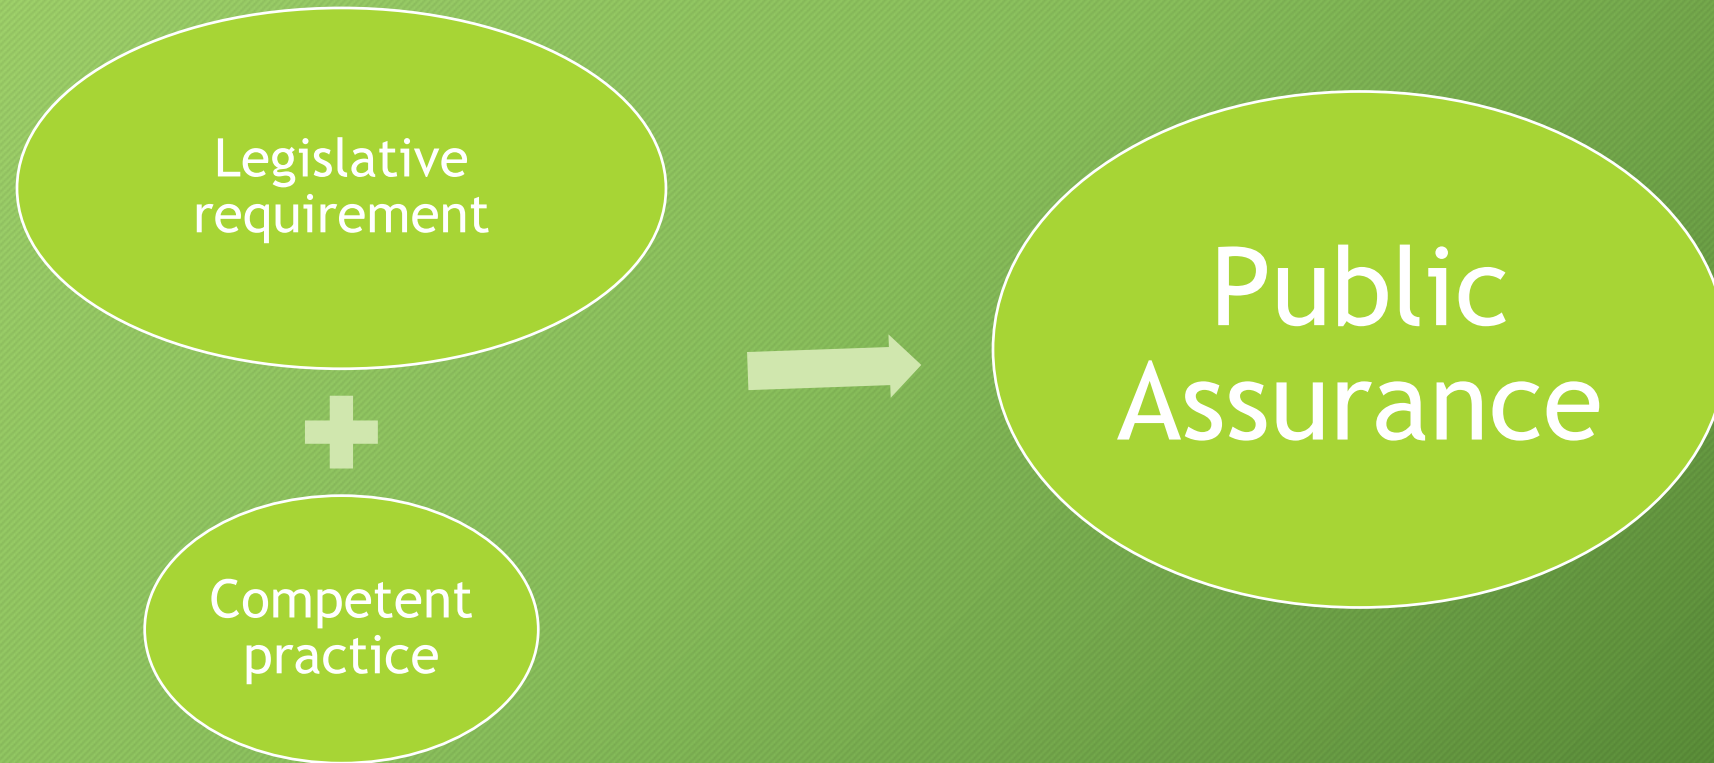 Legislative
requirement
Competent
practice
Public
Assurance